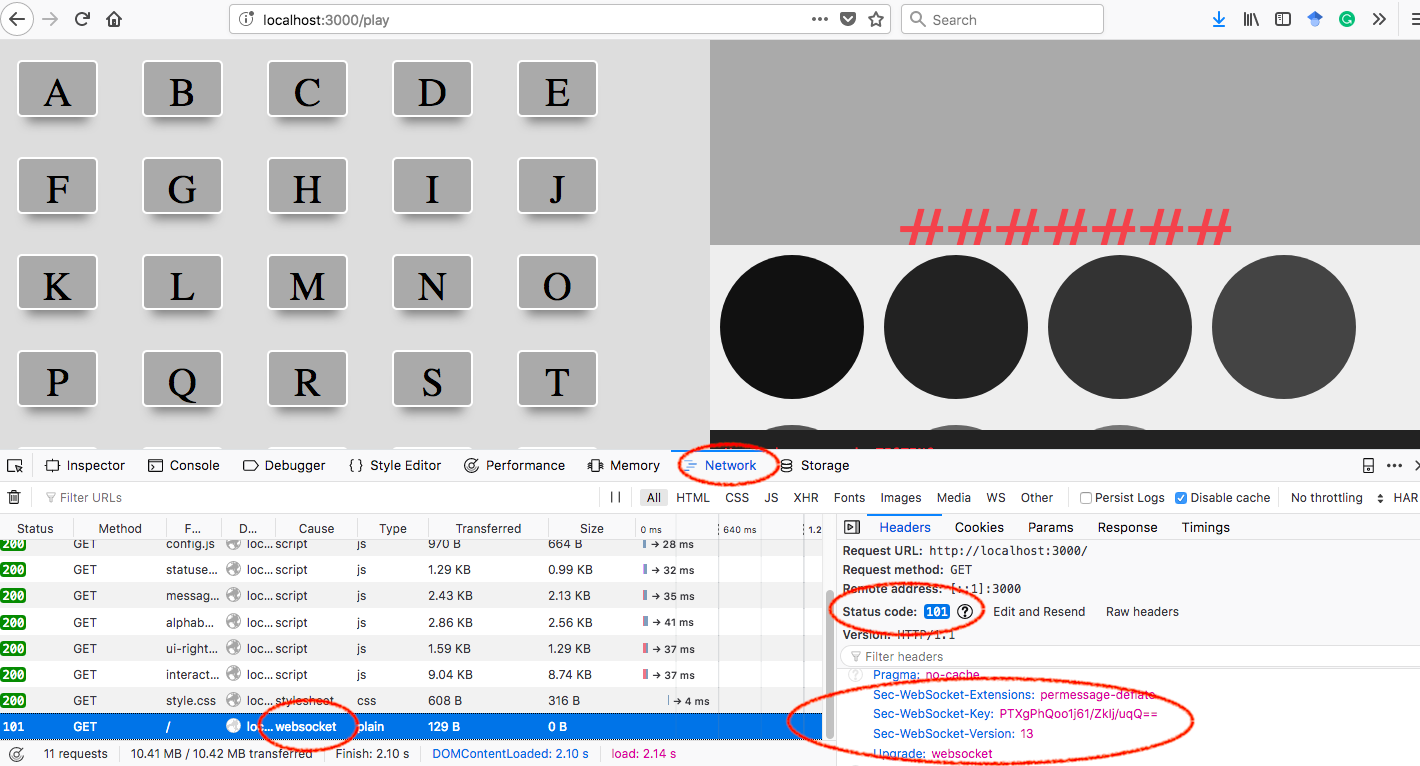 localhost:3000/play
Search
A B C D E
F G H I J
K L M N O
P Q R S T
#######
Inspector Console Debugger Style Editor Performance Memory Network Storage
Filter URLs
All HTML CSS JS XHR Fonts Images Media WS Other Persist Logs Disable cache No throttling HAR
Status Method F... D... Cause Type Transferred Size 0 ms 640 ms 1.2
200 GET config.js loc... script js 970 B 664 B → 28 ms
200 GET statuse... loc... script js 1.29 KB 0.99 KB → 32 ms
200 GET messag... loc... script js 2.43 KB 2.13 KB → 35 ms
200 GET alphab... loc... script js 2.86 KB 2.56 KB → 41 ms
200 GET ui-right... loc... script js 1.59 KB 1.29 KB → 37 ms
200 GET interact... loc... script js 9.04 KB 8.74 KB → 37 ms
200 GET style.css loc... stylesheet css 608 B 316 B → 4 ms
101 GET / loc... websocket plain 129 B 0 B
11 requests 10.41 MB / 10.42 MB transferred Finish: 2.10 s DOMContentLoaded: 2.10 s load: 2.14 s
Headers Cookies Params Response Timings
Request URL: http://localhost:3000/
Request method: GET
Remote address: [::1]:3000
Status code: 101 ? Edit and Resend Raw headers
Version: HTTP/1.1
Filter headers
? Pragma: no-cache
Sec-WebSocket-Extensions: permessage-deflate
Sec-WebSocket-Key: PTXgPhQoo1j61/ZkIj/uqQ==
Sec-WebSocket-Version: 13
Upgrade: websocket